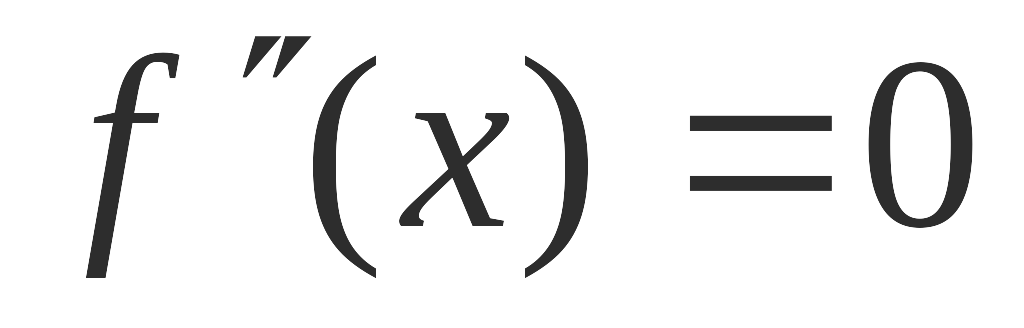 f ″(x) =0